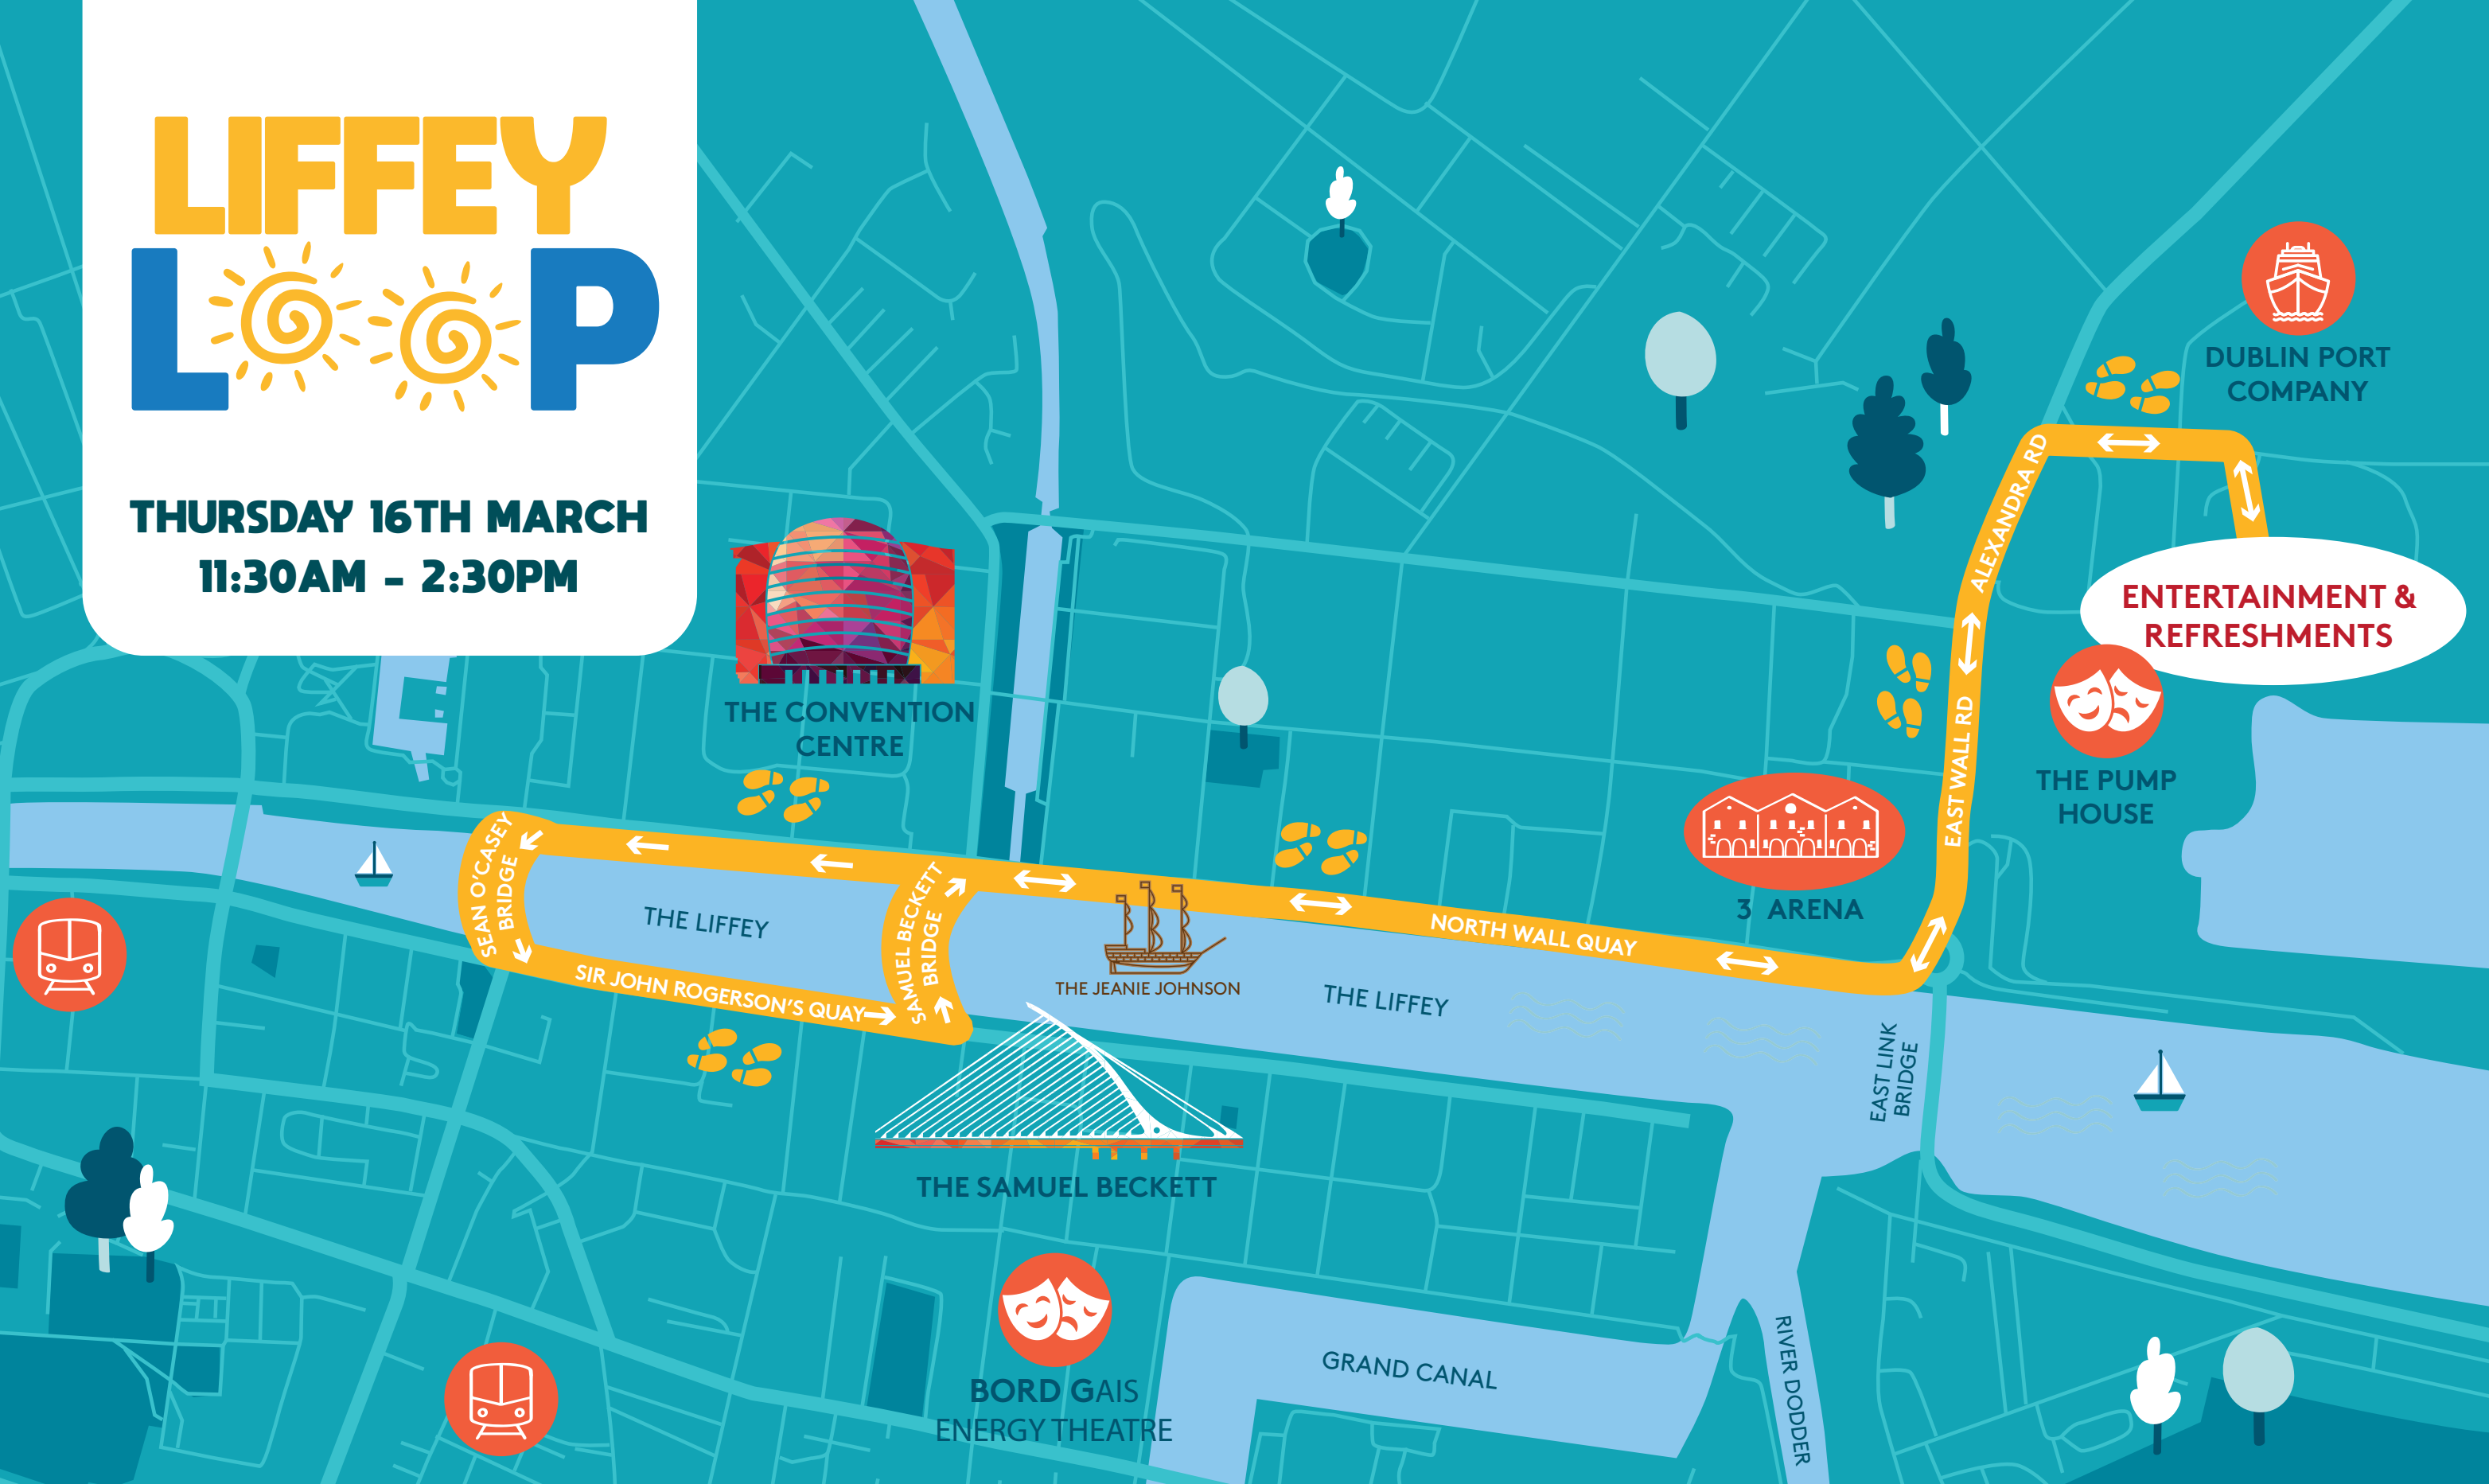 LIFFEY
LOOP
THURSDAY 16TH MARCH
11:30AM - 2:30PM
DUBLIN PORT
COMPANY
ALEXANDRA RD
ENTERTAINMENT &
REFRESHMENTS
THE CONVENTION
CENTRE
EAST WALL RD
THE PUMP
HOUSE
SEAN O'CASEY
BRIDGE
THE LIFFEY
SAMUEL BECKETT
BRIDGE
NORTH WALL QUAY
3 ARENA
SIR JOHN ROGERSON'S QUAY
THE JEANIE JOHNSON
THE LIFFEY
EAST LINK
BRIDGE
THE SAMUEL BECKETT
BORD GAIS
ENERGY THEATRE
GRAND CANAL
RIVER DODDER